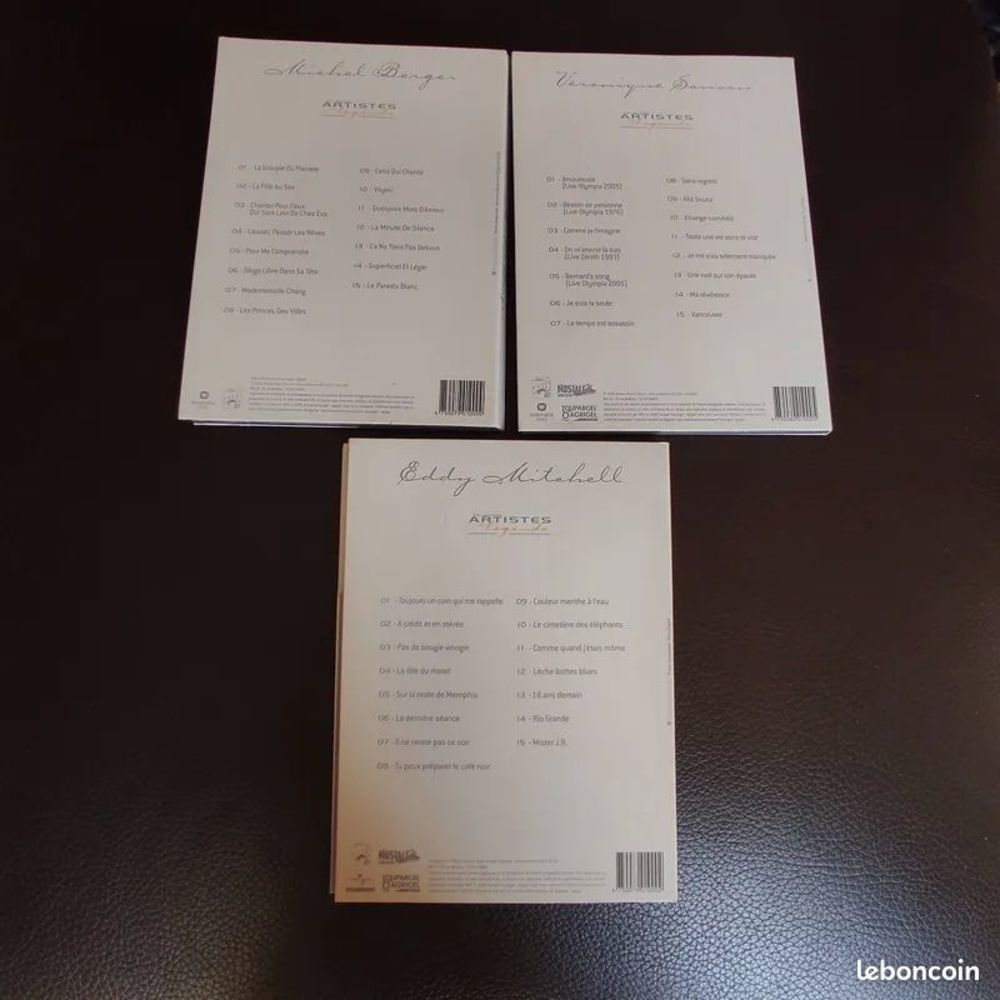 Michel Berger
ARTISTES
Légende
01 - La Groupie Du Pianiste
02 - La Fille Au Sax
03 - Chanter Pour Ceux
Qui Sont Loin De Chez Eux
04 - Laissez Passer Les Rêves
05 - Pour Me Comprendre
06 - Diego Libre Dans Sa Tête
07 - Mademoiselle Chang
08 - Les Princes Des Villes
09 - Celui Qui Chante
10 - Voyou
11 - Quelques Mots D'Amour
12 - La Minute De Silence
13 - Ca Ne Tient Pas Debout
14 - Superficiel Et Léger
15 - Le Paradis Blanc
Véronique Sanson
ARTISTES
Légende
01 - Amoureuse
(Live Olympia 2005)
02 - Besoin de personne
(Live Olympia 1976)
03 - Comme je l'imagine
04 - On m'attend là-bas
(Live Zénith 1993)
05 - Bernard's song
(Live Olympia 2005)
06 - Je suis la seule
07 - Le temps est assassin
08 - Sans regrets
09 - Alia Souza
10 - Etrange comédie
11 - Toute une vie sans te voir
12 - Je me suis tellement manquée
13 - Une nuit sur son épaule
14 - Ma révérence
15 - Vancouver
NOSTALGIE
EQUIPARGEL
AGRIGEL
Eddy Mitchell
ARTISTES
Légende
01 - Toujours un coin qui me rappelle
02 - A crédit et en stéréo
03 - Pas de boogie woogie
04 - La fille du motel
05 - Sur la route de Memphis
06 - La dernière séance
07 - Il ne rentre pas ce soir
08 - Tu peux préparer le café noir
09 - Couleur menthe à l'eau
10 - Le cimetière des éléphants
11 - Comme quand j'étais môme
12 - Lèche-bottes blues
13 - 18 ans demain
14 - Rio Grande
15 - Mister J.B.
NOSTALGIE
EQUIPARGEL
AGRIGEL
leboncoin